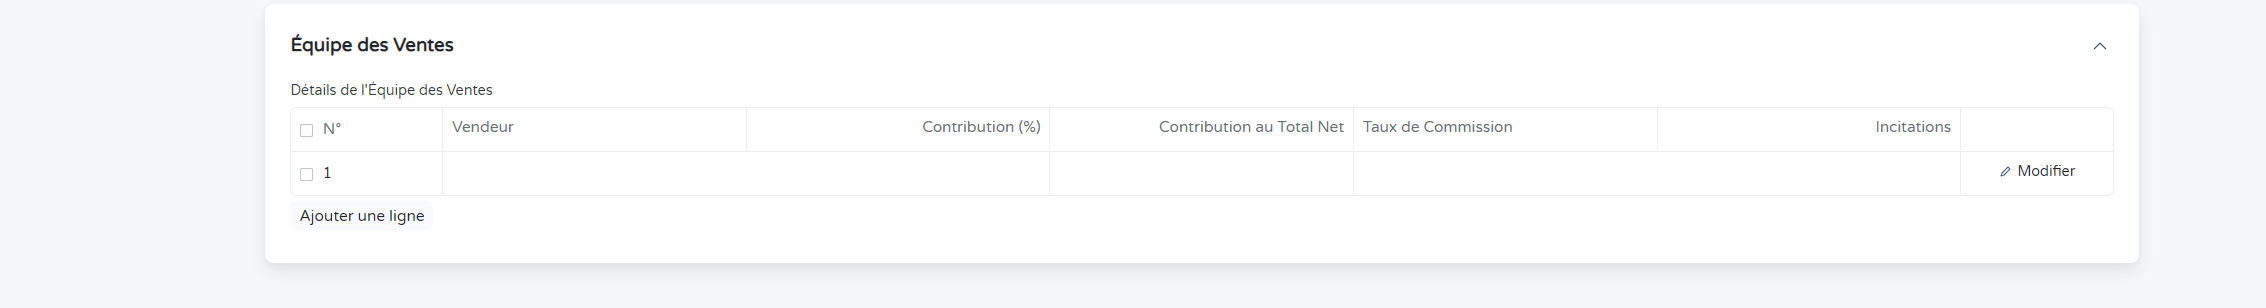 Équipe des Ventes
Détails de l'Équipe des Ventes
N° Vendeur Contribution (%) Contribution au Total Net Taux de Commission Incitations
1 Modifier
Ajouter une ligne